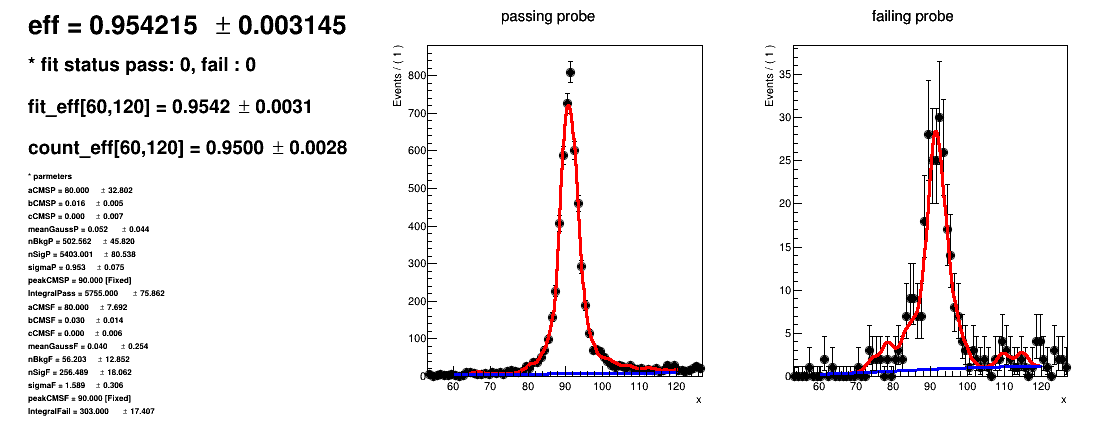 eff = 0.954215 ± 0.003145
* fit status pass: 0, fail : 0
fit_eff[60,120] = 0.9542 ± 0.0031
count_eff[60,120] = 0.9500 ± 0.0028
* parmeters
aCMSP = 80.000 ± 32.802
bCMSP = 0.016 ± 0.005
cCMSP = 0.000 ± 0.007
meanGaussP = 0.052 ± 0.044
nBkgP = 502.562 ± 45.820
nSigP = 5403.001 ± 80.538
sigmaP = 0.953 ± 0.075
peakCMSP = 90.000 [Fixed]
IntegralPass = 5755.000 ± 75.862
aCMSF = 80.000 ± 7.692
bCMSF = 0.030 ± 0.014
cCMSF = 0.000 ± 0.006
meanGaussF = 0.040 ± 0.254
nBkgF = 56.203 ± 12.852
nSigF = 256.489 ± 18.062
sigmaF = 1.589 ± 0.306
peakCMSF = 90.000 [Fixed]
IntegralFail = 303.000 ± 17.407
passing probe
Events / ( 1 )
800
700
600
500
400
300
200
100
0
60 70 80 90 100 110 120
x
failing probe
Events / ( 1 )
35
30
25
20
15
10
5
0
60 70 80 90 100 110 120
x